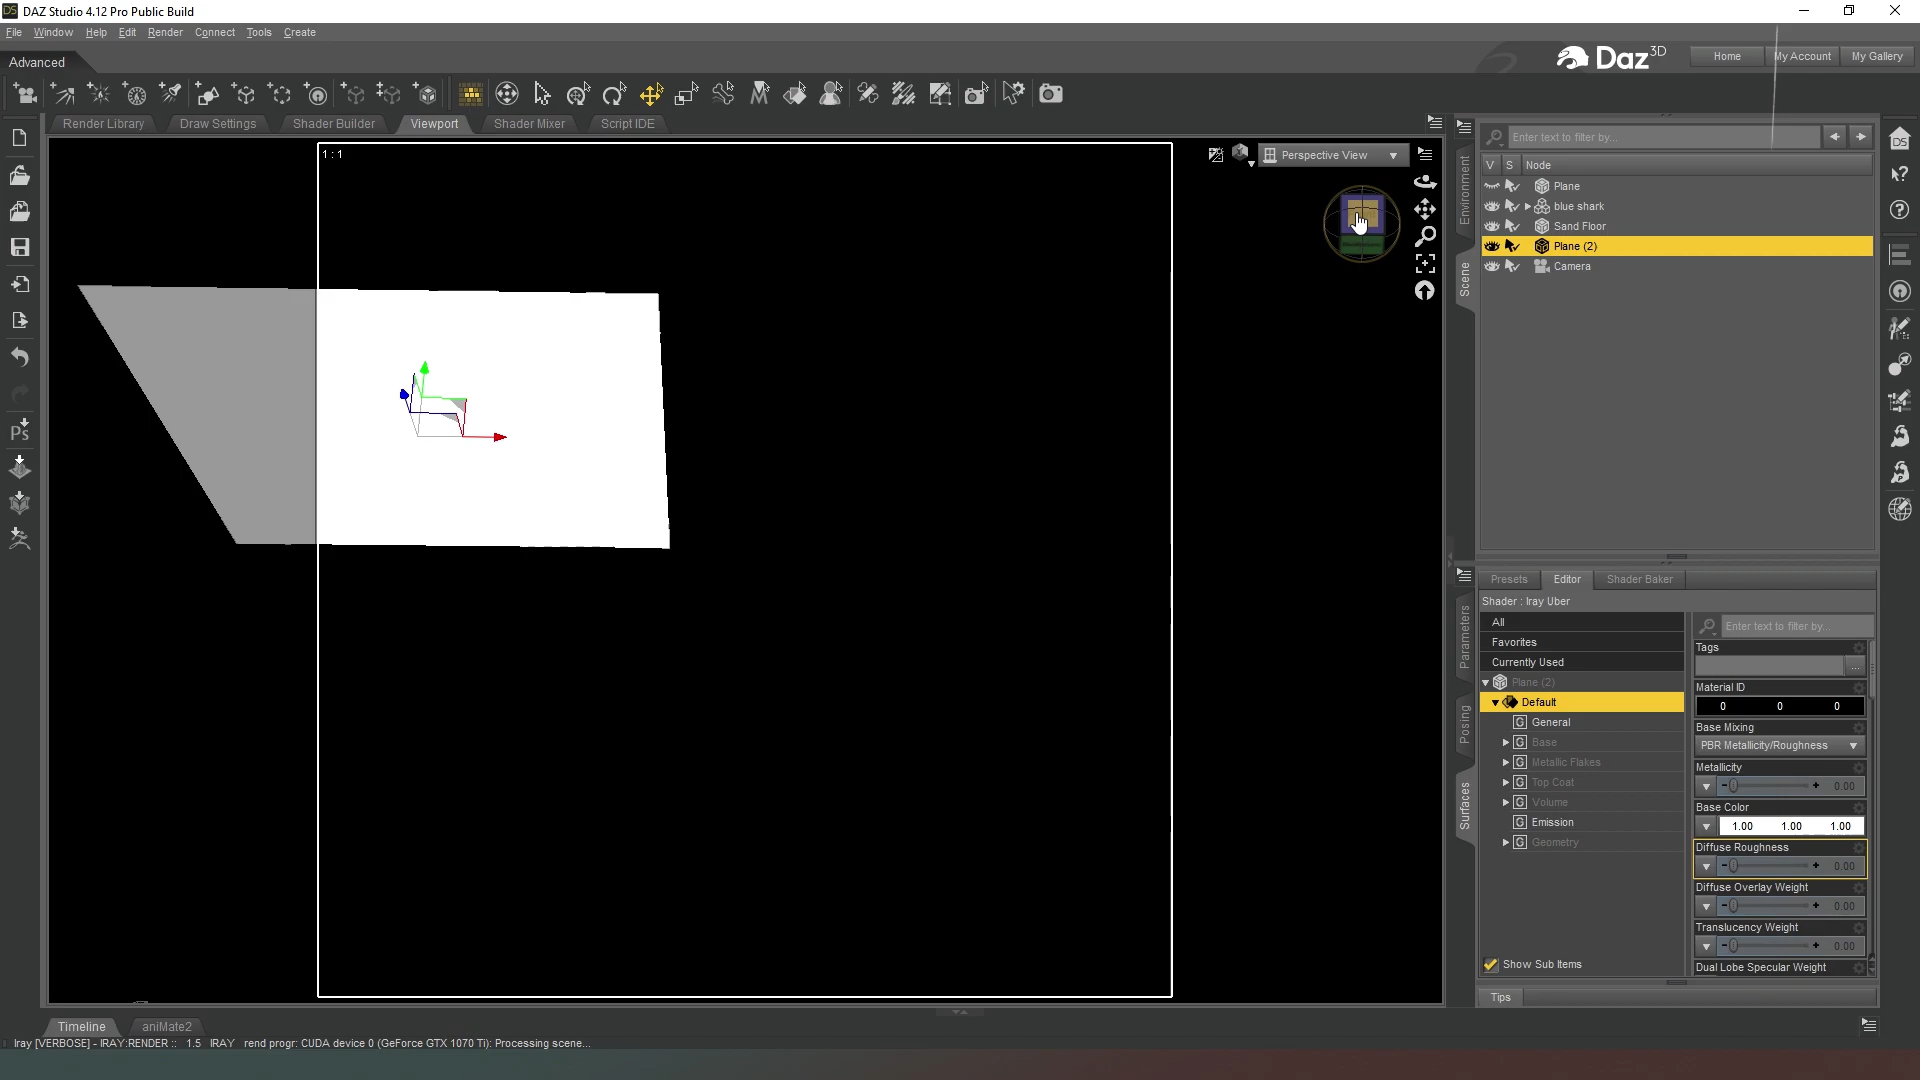 DAZ Studio 4.12 Pro Public Build
File Window Help Edit Render Connect Tools Create
Advanced
Daz 3D
Home My Account My Gallery
Render Library Draw Settings Shader Builder Viewport Shader Mixer Script IDE
1 : 1
Perspective View
Enter text to filter by...
V S Node
Plane
blue shark
Sand Floor
Plane (2)
Camera
Environment
Scene
Presets Editor Shader Baker
Shader : Iray Uber
All
Favorites
Currently Used
Plane (2)
Default
General
Base
Metallic Flakes
Top Coat
Volume
Emission
Geometry
Show Sub Items
Parameters
Posing
Surfaces
Enter text to filter by...
Tags
...
Material ID
0 0 0
Base Mixing
PBR Metallicity/Roughness
Metallicity
0.00
Base Color
1.00 1.00 1.00
Diffuse Roughness
0.00
Diffuse Overlay Weight
0.00
Translucency Weight
0.00
Dual Lobe Specular Weight
Tips
Timeline aniMate2
Iray [VERBOSE] - IRAY:RENDER :: 1.5 IRAY rend progr: CUDA device 0 (GeForce GTX 1070 Ti): Processing scene...